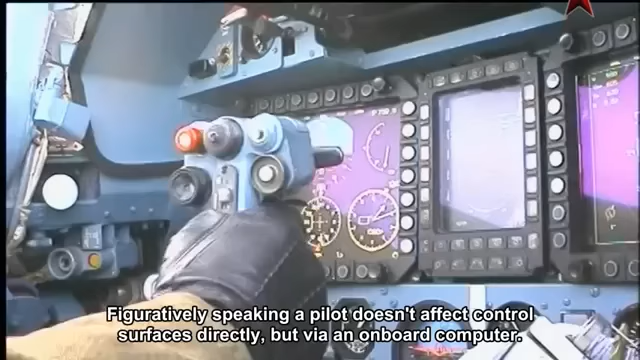 Figuratively speaking a pilot doesn't affect control
surfaces directly, but via an onboard computer.